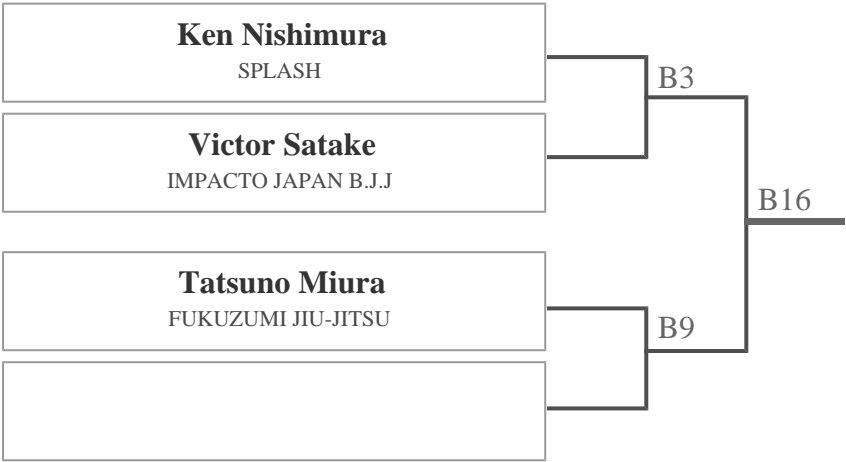 Ken Nishimura
SPLASH
B3
Victor Satake
IMPACTO JAPAN B.J.J
B16
Tatsuno Miura
FUKUZUMI JIU-JITSU
B9